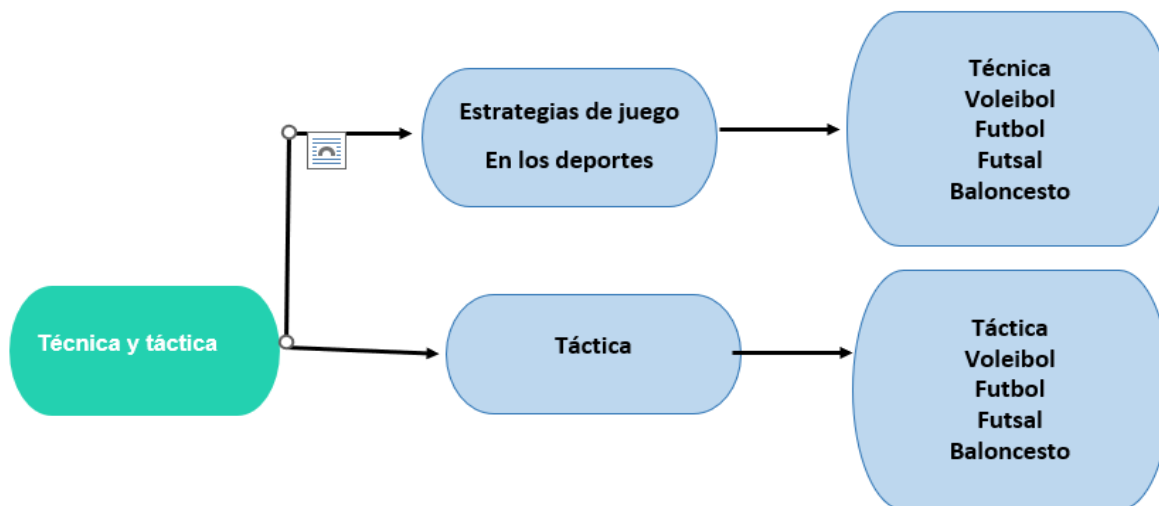 Técnica y táctica
Estrategias de juego
En los deportes
Técnica
Voleibol
Futbol
Futsal
Baloncesto
Táctica
Táctica
Voleibol
Futbol
Futsal
Baloncesto